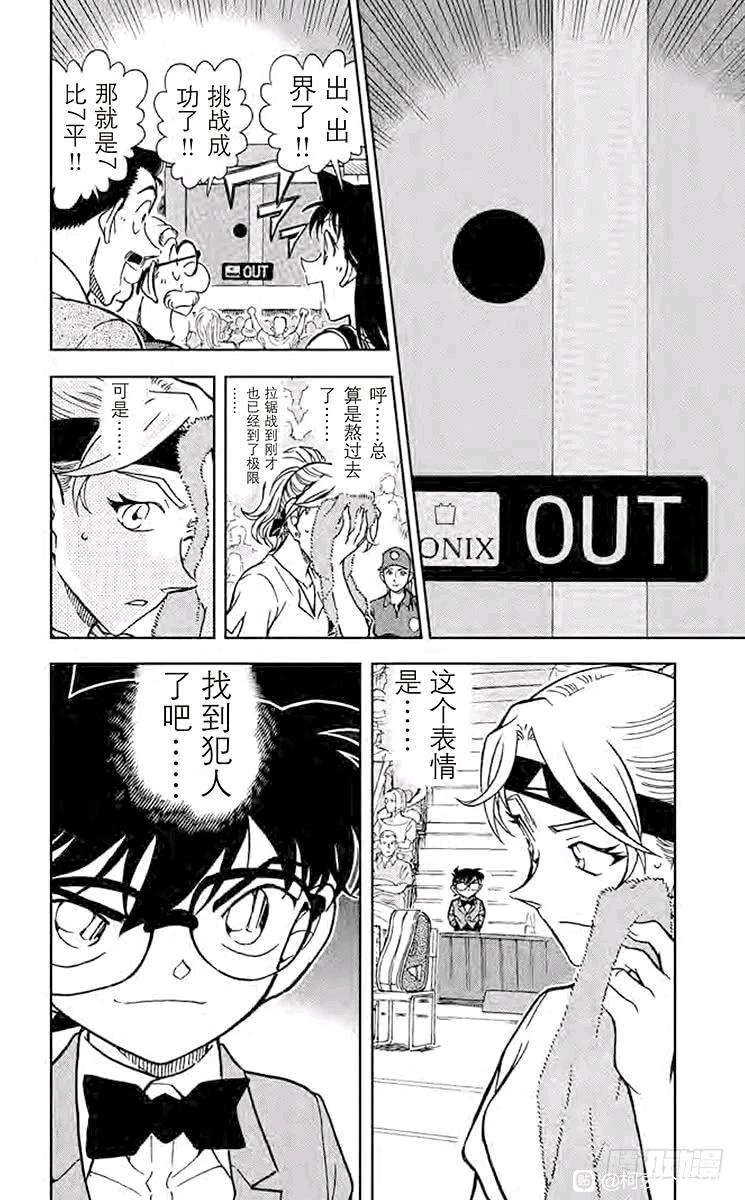 ONIX OUT
出、出
界了!!
挑战成
功了!!
那就是7
比7平!!
OUT
呼……总
算是熬过去
了……
拉锯战到刚才
也已经到了极限
……
可是……
这个表情
是……
找到犯人
了吧……